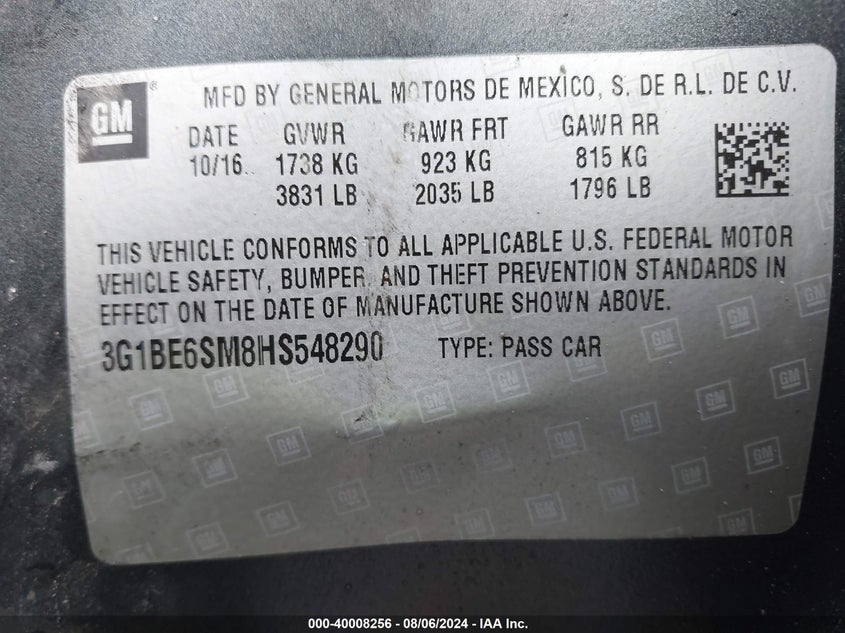 GM®
MFD BY GENERAL MOTORS DE MEXICO, S. DE R.L. DE C.V.
DATE GVWR GAWR FRT GAWR RR
10/16 1738 KG 923 KG 815 KG
3831 LB 2035 LB 1796 LB
THIS VEHICLE CONFORMS TO ALL APPLICABLE U.S. FEDERAL MOTOR
VEHICLE SAFETY, BUMPER, AND THEFT PREVENTION STANDARDS IN
EFFECT ON THE DATE OF MANUFACTURE SHOWN ABOVE.
3G1BE6SM8HS548290 TYPE: PASS CAR
000-40008256 - 08/06/2024 - IAA Inc.